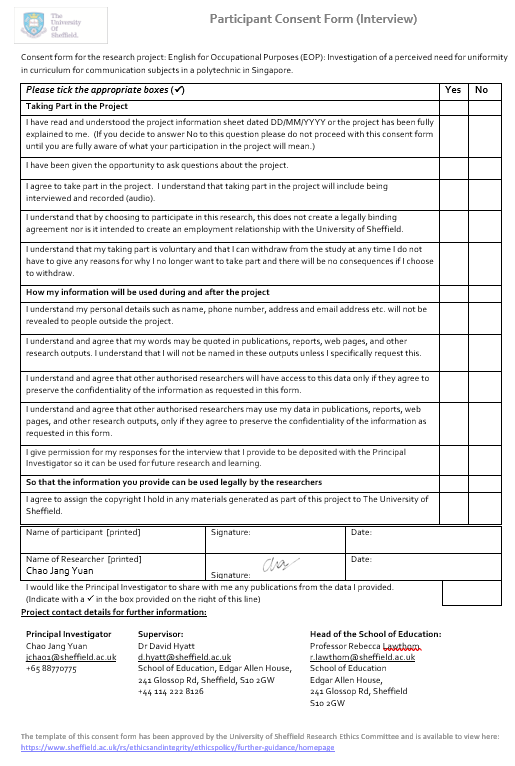 The
University
Of
Sheffield.
Participant Consent Form (Interview)
Consent form for the research project: English for Occupational Purposes (EOP): Investigation of a perceived need for uniformity
in curriculum for communication subjects in a polytechnic in Singapore.
Please tick the appropriate boxes (✓) Yes No
Taking Part in the Project
I have read and understood the project information sheet dated DD/MM/YYYY or the project has been fully
explained to me. (If you decide to answer No to this question please do not proceed with this consent form
until you are fully aware of what your participation in the project will mean.)
I have been given the opportunity to ask questions about the project.
I agree to take part in the project. I understand that taking part in the project will include being
interviewed and recorded (audio).
I understand that by choosing to participate in this research, this does not create a legally binding
agreement nor is it intended to create an employment relationship with the University of Sheffield.
I understand that my taking part is voluntary and that I can withdraw from the study at any time I do not
have to give any reasons for why I no longer want to take part and there will be no consequences if I choose
to withdraw.
How my information will be used during and after the project
I understand my personal details such as name, phone number, address and email address etc. will not be
revealed to people outside the project.
I understand and agree that my words may be quoted in publications, reports, web pages, and other
research outputs. I understand that I will not be named in these outputs unless I specifically request this.
I understand and agree that other authorised researchers will have access to this data only if they agree to
preserve the confidentiality of the information as requested in this form.
I understand and agree that other authorised researchers may use my data in publications, reports, web
pages, and other research outputs, only if they agree to preserve the confidentiality of the information as
requested in this form.
I give permission for my responses for the interview that I provide to be deposited with the Principal
Investigator so it can be used for future research and learning.
So that the information you provide can be used legally by the researchers
I agree to assign the copyright I hold in any materials generated as part of this project to The University of
Sheffield.
Name of participant [printed] Signature: Date:
Name of Researcher [printed] Date:
Chao Jang Yuan
Signature:
I would like the Principal Investigator to share with me any publications from the data I provided.
(Indicate with a ✓ in the box provided on the right of this line)
Project contact details for further information:
Principal Investigator
Chao Jang Yuan
jchao1@sheffield.ac.uk
+65 88770775
Supervisor:
Dr David Hyatt
d.hyatt@sheffield.ac.uk
School of Education, Edgar Allen House,
241 Glossop Rd, Sheffield, S10 2GW
+44 114 222 8126
Head of the School of Education:
Professor Rebecca Lawthom
r.lawthom@sheffield.ac.uk
School of Education
Edgar Allen House,
241 Glossop Rd, Sheffield,
S10 2GW
The template of this consent form has been approved by the University of Sheffield Research Ethics Committee and is available to view here:
https://www.sheffield.ac.uk/rs/ethicsandintegrity/ethicspolicy/further-guidance/homepage